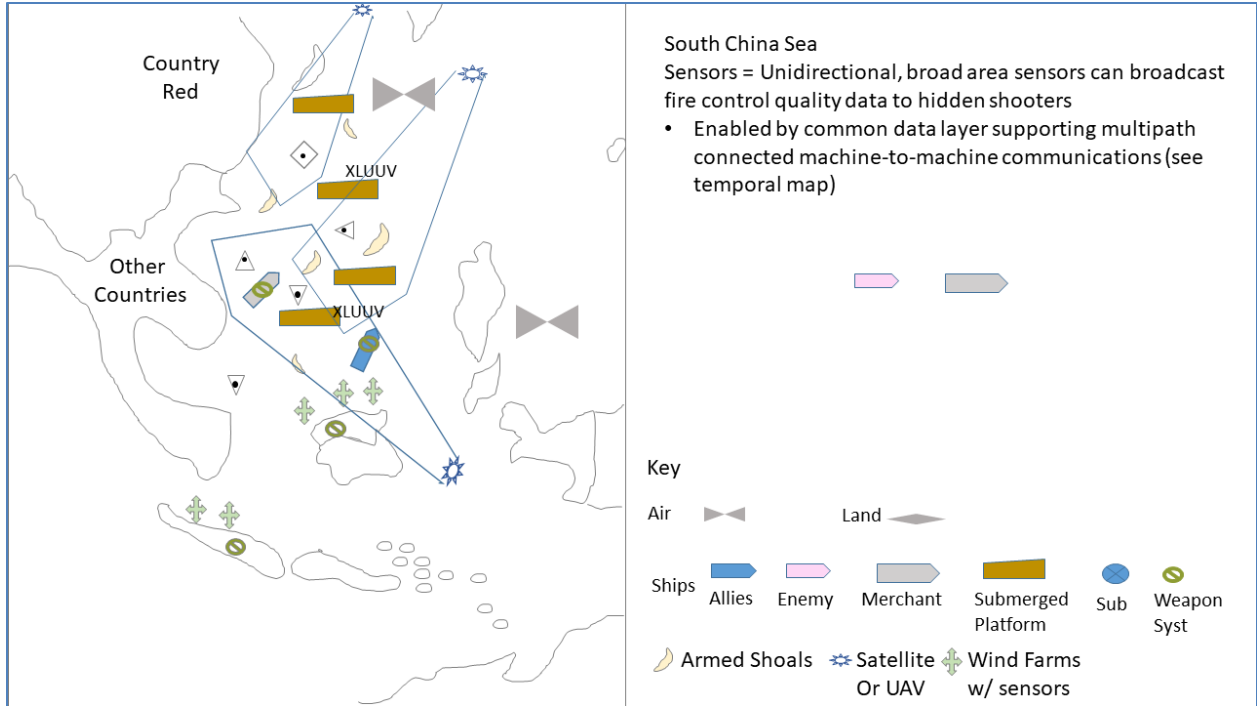 Country
Red
XLUUV
Other
Countries
XLUUV
South China Sea
Sensors = Unidirectional, broad area sensors can broadcast
fire control quality data to hidden shooters
• Enabled by common data layer supporting multipath
connected machine-to-machine communications (see
temporal map)
Key
Air
Land
Ships
Allies
Enemy
Merchant
Submerged
Platform
Sub
Weapon
Syst
Armed Shoals
Satellite
Or UAV
Wind Farms
w/ sensors